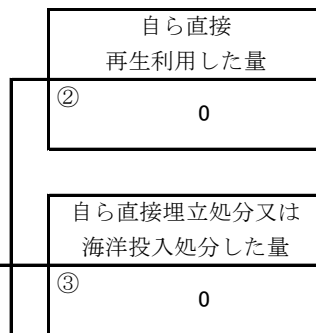 自ら直接
再生利用した量
②
0
自ら直接埋立処分又は
海洋投入処分した量
③
0